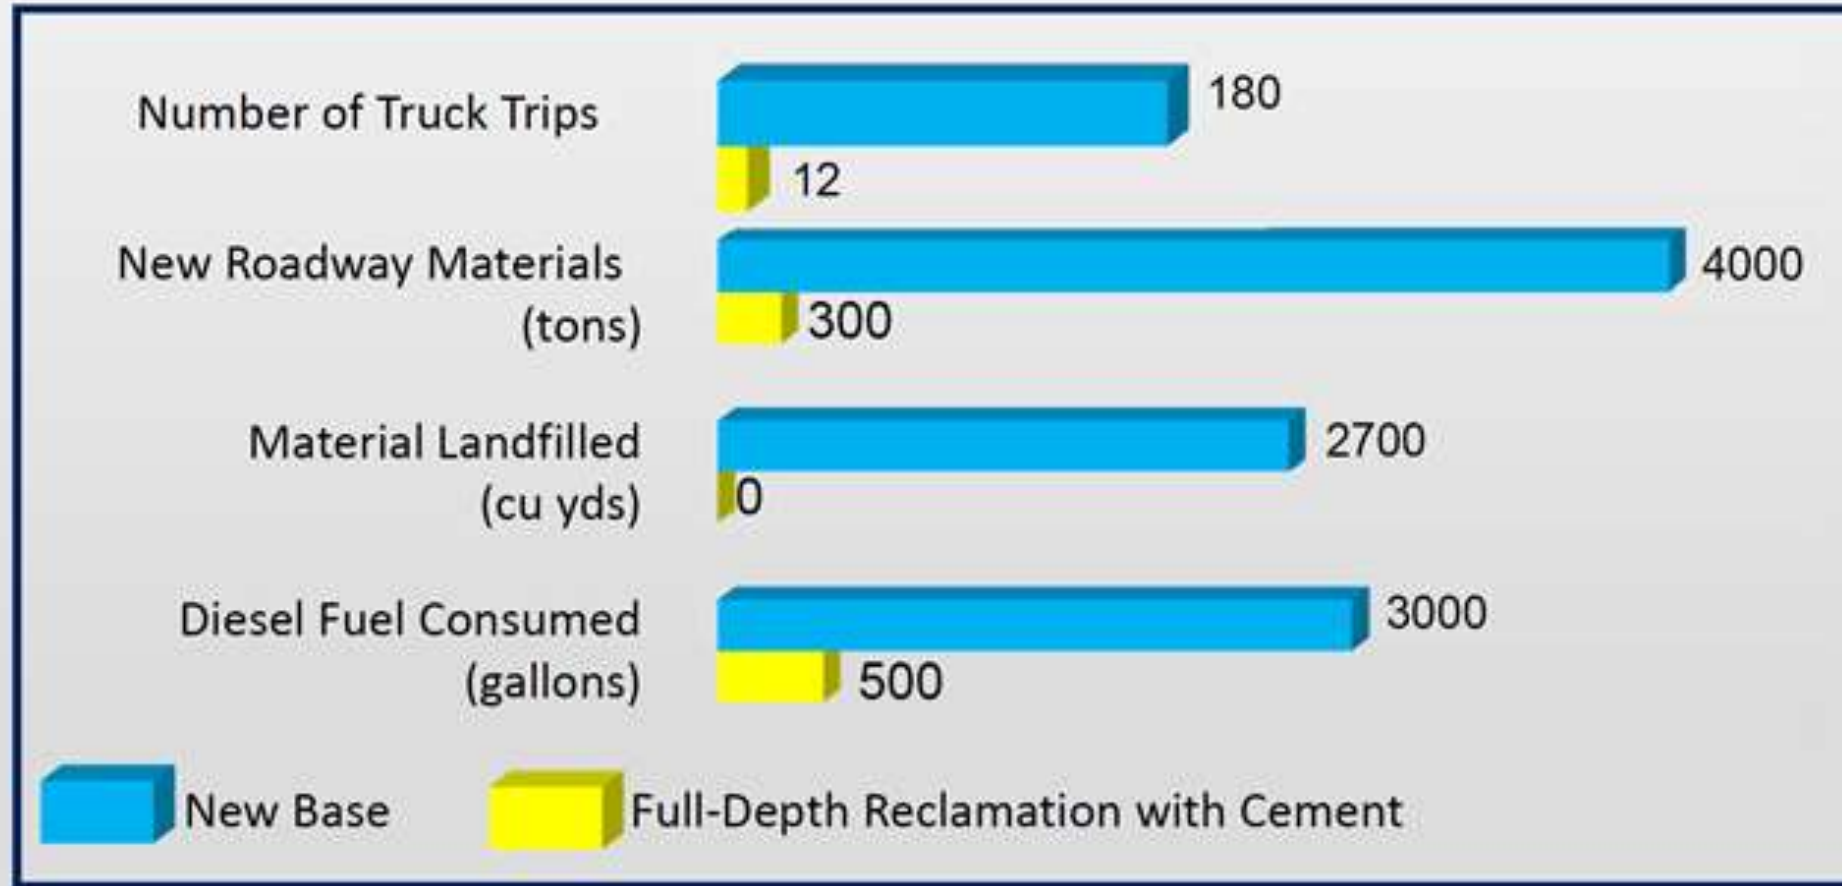 Number of Truck Trips
180
12
New Roadway Materials
(tons)
4000
300
Material Landfilled
(cu yds)
2700
0
Diesel Fuel Consumed
(gallons)
3000
500
New Base
Full-Depth Reclamation with Cement